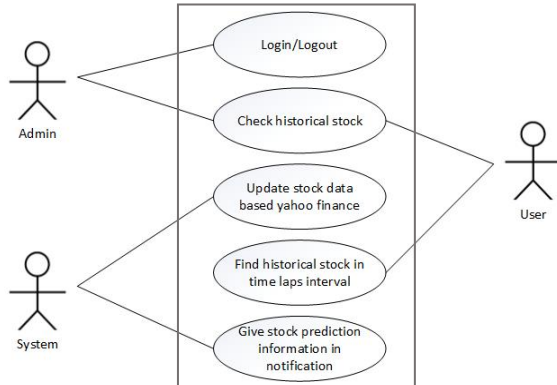 Login/Logout
Admin
Check historical stock
Update stock data
based yahoo finance
User
Find historical stock in
time laps interval
System
Give stock prediction
information in
notification